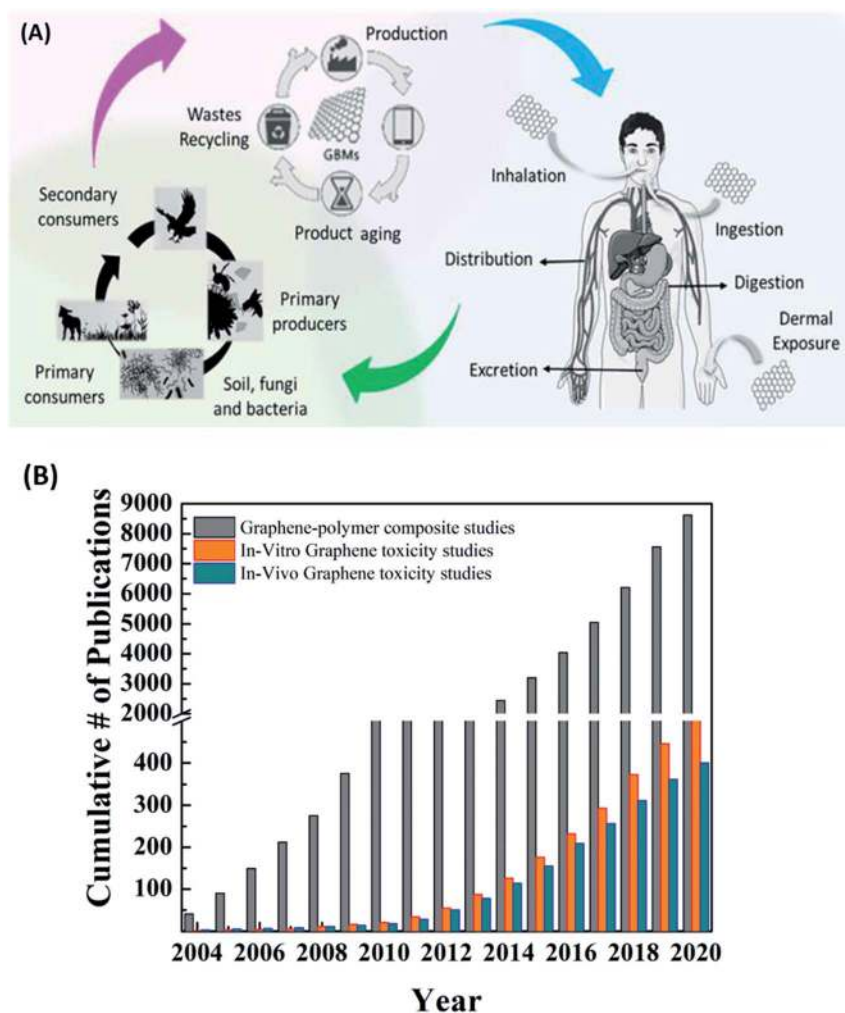 (A)
Production
Wastes
Recycling
GBMs
Product aging
Secondary
consumers
Primary
producers
Primary
consumers
Soil, fungi
and bacteria
Inhalation
Ingestion
Distribution
Digestion
Dermal
Exposure
Excretion
(B)
Cumulative # of Publications
9000
8000
7000
6000
5000
4000
3000
2000
400
300
200
100
Graphene-polymer composite studies
In-Vitro Graphene toxicity studies
In-Vivo Graphene toxicity studies
2004 2006 2008 2010 2012 2014 2016 2018 2020
Year